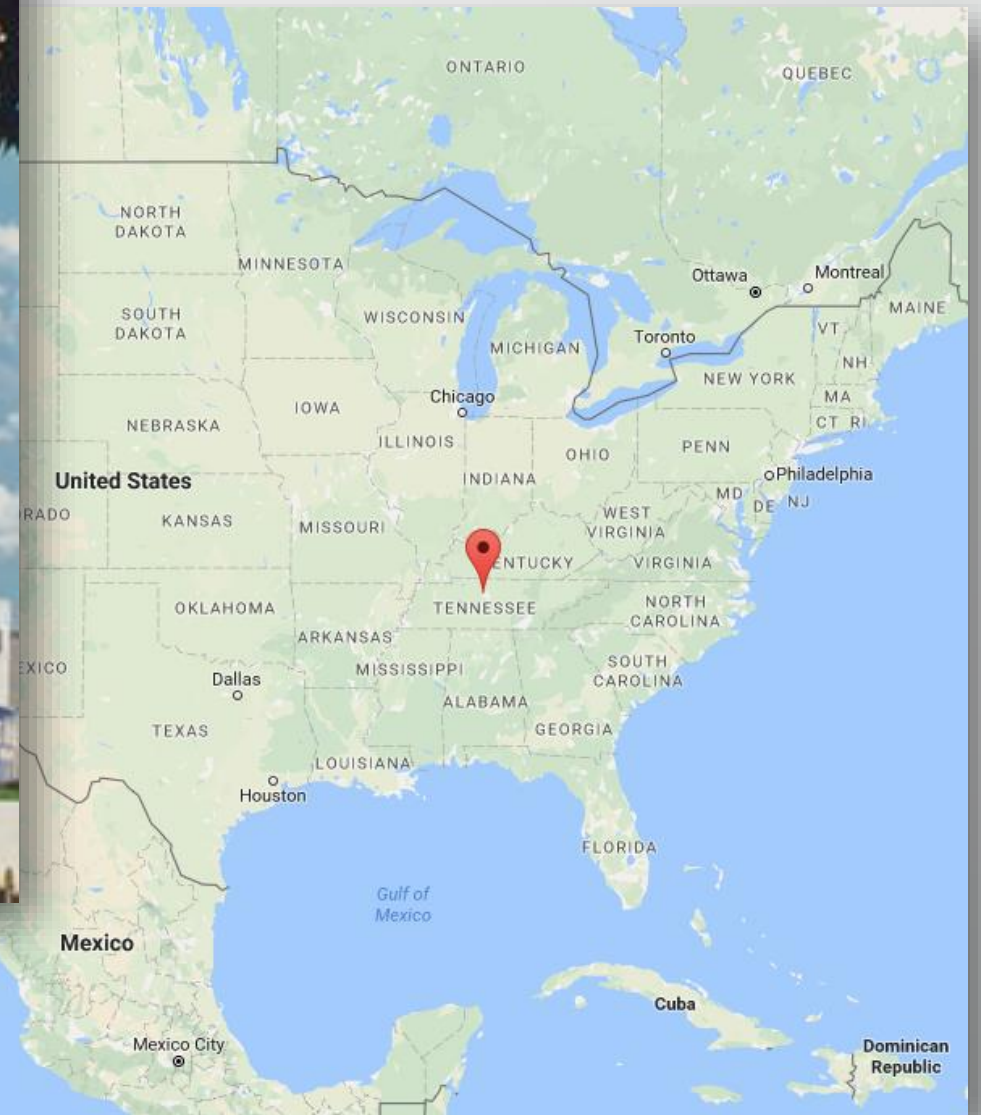 ONTARIO
QUEBEC
NORTH
DAKOTA
MINNESOTA
Ottawa
Montreal
SOUTH
DAKOTA
WISCONSIN
MICHIGAN
Toronto
MAINE
VT
NH
NEW YORK
MA
CT RI
Chicago
IOWA
NEBRASKA
ILLINOIS
INDIANA
OHIO
PENN
Philadelphia
MD
DE
NJ
United States
RADO
KANSAS
MISSOURI
WEST
VIRGINIA
ENTUCKY
VIRGINIA
OKLAHOMA
TENNESSEE
NORTH
CAROLINA
ARKANSAS
EXICO
Dallas
MISSISSIPPI
SOUTH
CAROLINA
ALABAMA
TEXAS
GEORGIA
LOUISIANA
Houston
FLORIDA
Gulf of
Mexico
Mexico
Cuba
Mexico City
Dominican
Republic